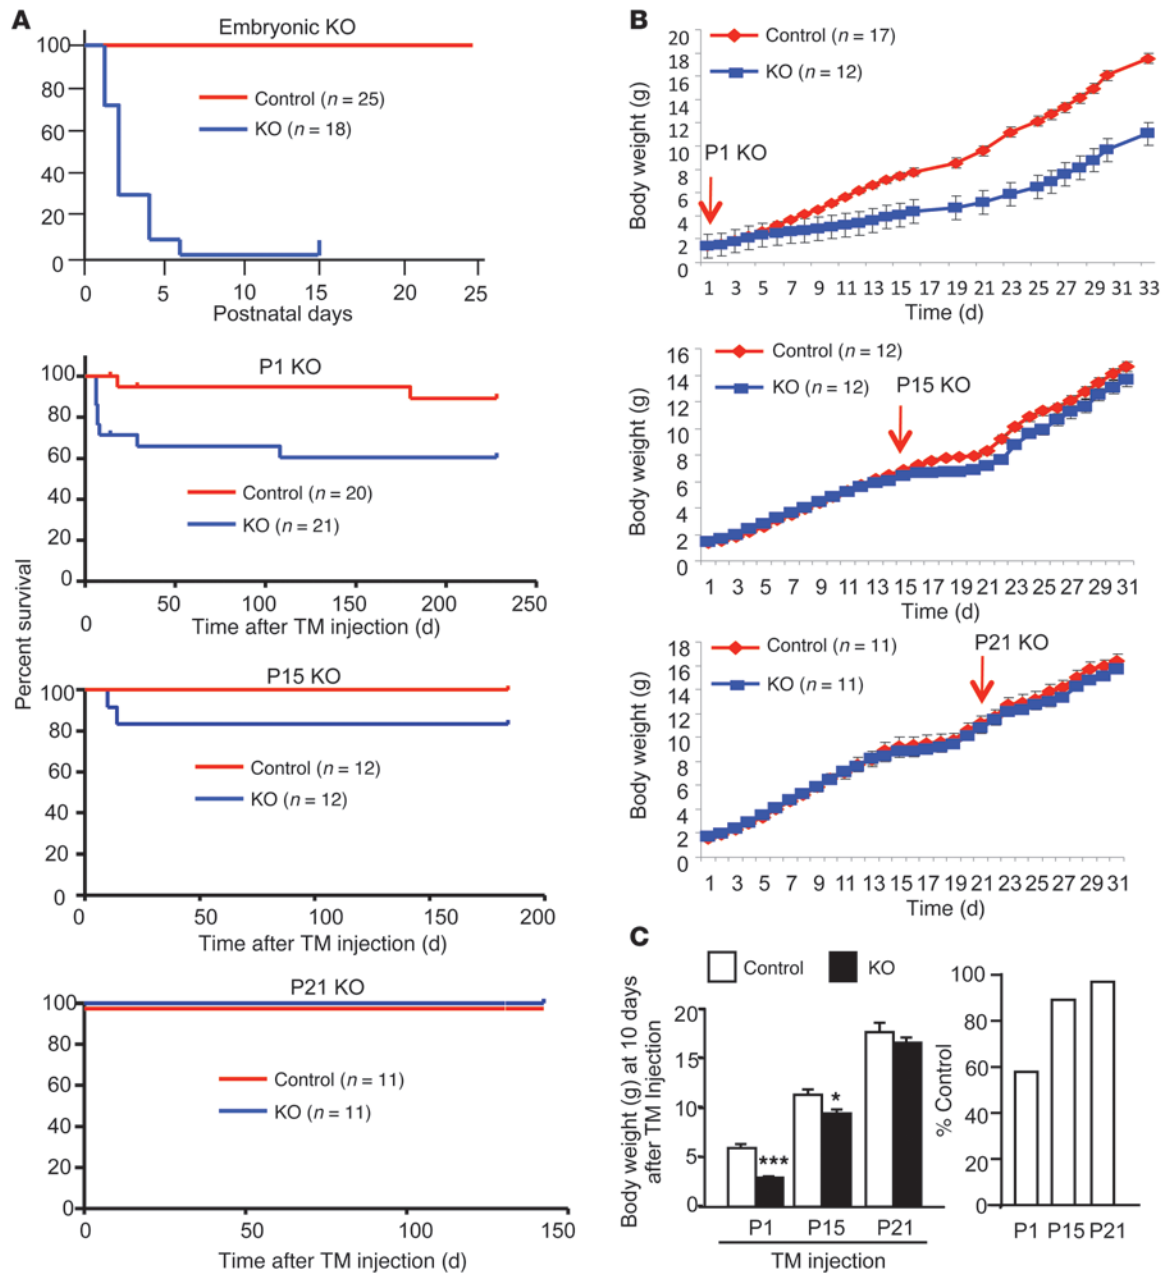 A
Embryonic KO
100
80
60
40
20
0
Control (n = 25)
KO (n = 18)
0 5 10 15 20 25
Postnatal days
P1 KO
100
80
60
40
20
0
Control (n = 20)
KO (n = 21)
0 50 100 150 200 250
Time after TM injection (d)
Percent survival
P15 KO
100
80
60
40
20
0
Control (n = 12)
KO (n = 12)
0 50 100 150 200
Time after TM injection (d)
P21 KO
100
80
60
40
20
0
Control (n = 11)
KO (n = 11)
0 50 100 150
Time after TM injection (d)
B
Body weight (g)
20
18
16
14
12
10
8
6
4
2
0
Control (n = 17)
KO (n = 12)
P1 KO
1 3 5 7 9 11 13 15 17 19 21 23 25 27 29 31 33
Time (d)
Body weight (g)
16
14
12
10
8
6
4
2
0
Control (n = 12)
KO (n = 12)
P15 KO
1 3 5 7 9 11 13 15 17 19 21 23 25 27 29 31
Time (d)
Body weight (g)
18
16
14
12
10
8
6
4
2
0
Control (n = 11)
KO (n = 11)
P21 KO
1 3 5 7 9 11 13 15 17 19 21 23 25 27 29 31
Time (d)
C
Control KO
Body weight (g) at 10 days
after TM Injection
20
15
10
5
0
***
*
P1 P15 P21
TM injection
% Control
100
80
60
40
20
0
P1 P15 P21